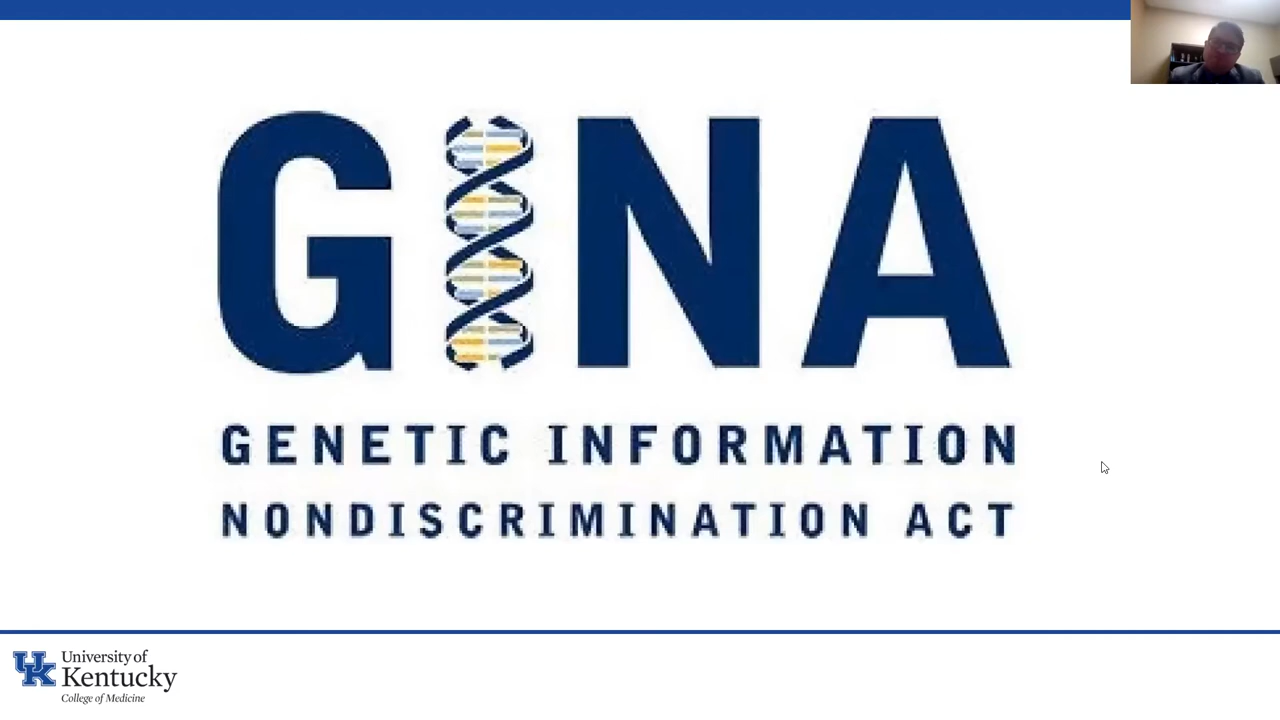 GINA
GENETIC INFORMATION
NONDISCRIMINATION ACT
UK
University of
Kentucky
College of Medicine